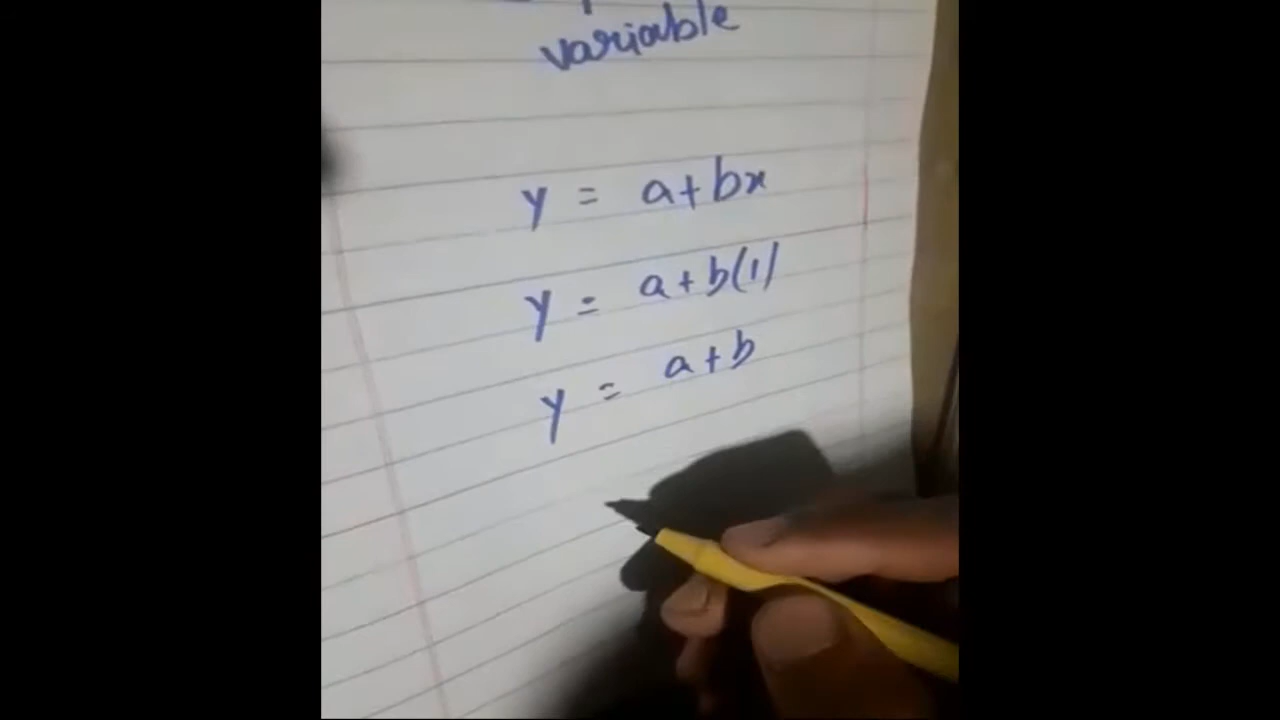 variable
y = a+bx
y = a+b(1)
y = a+b